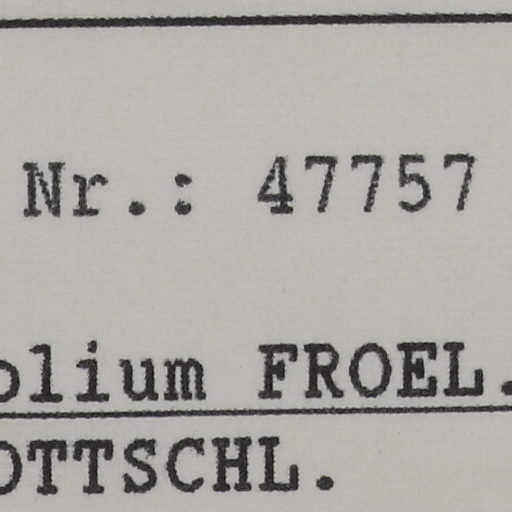 Nr.: 47757
olium FROEL.
OTTSCHL.